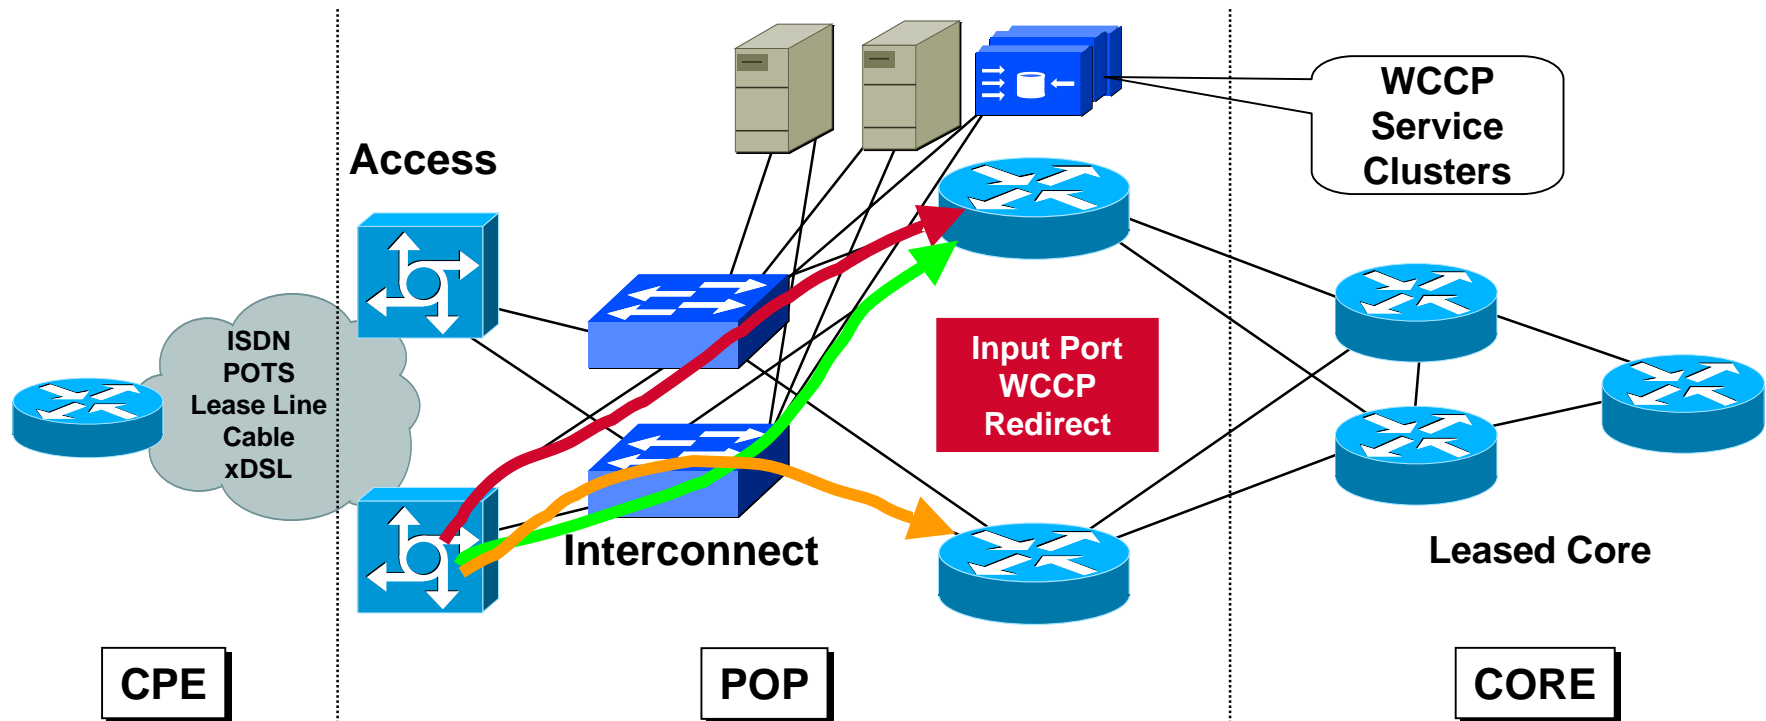 WCCP
Service
Clusters
Access
ISDN
POTS
Lease Line
Cable
xDSL
Input Port
WCCP
Redirect
Interconnect
Leased Core
CPE
POP
CORE